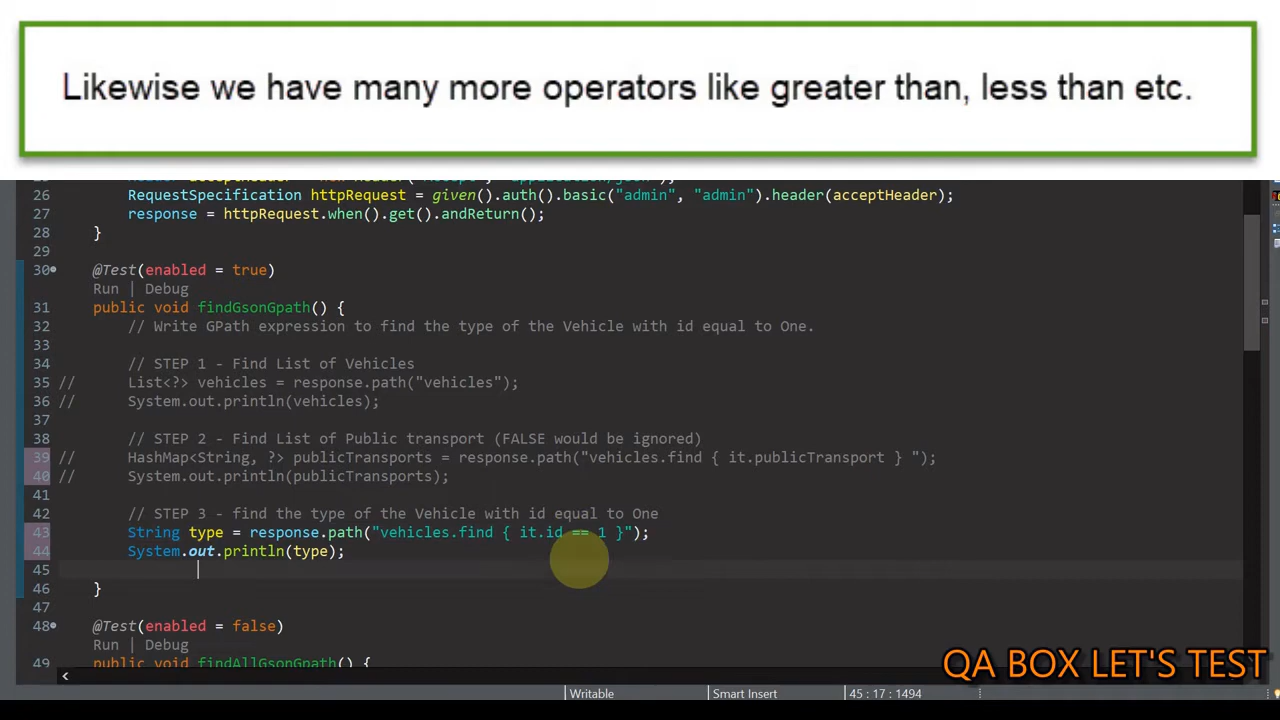 Likewise we have many more operators like greater than, less than etc.
26 RequestSpecification httpRequest = given().auth().basic("admin", "admin").header(acceptHeader);
27 response = httpRequest.when().get().andReturn();
28 }
29
30 @Test(enabled = true)
Run | Debug
31 public void findGsonGpath() {
32 // Write GPath expression to find the type of the Vehicle with id equal to One.
33
34 // STEP 1 - Find List of Vehicles
35 // List<?> vehicles = response.path("vehicles");
36 // System.out.println(vehicles);
37
38 // STEP 2 - Find List of Public transport (FALSE would be ignored)
39 // HashMap<String, ?> publicTransports = response.path("vehicles.find { it.publicTransport } ");
40 // System.out.println(publicTransports);
41
42 // STEP 3 - find the type of the Vehicle with id equal to One
43 String type = response.path("vehicles.find { it.id == 1 }");
44 System.out.println(type);
45
46 }
47
48 @Test(enabled = false)
Run | Debug
49 public void findAllGsonGpath() {
QA BOX LET'S TEST
Writable Smart Insert 45 : 17 : 1494